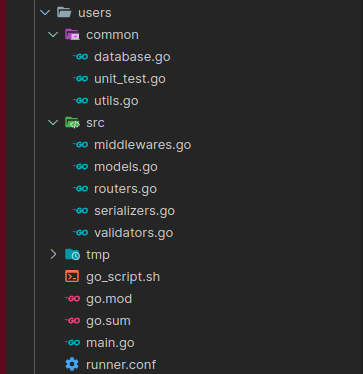 users
common
database.go
unit_test.go
utils.go
src
middlewares.go
models.go
routers.go
serializers.go
validators.go
tmp
go_script.sh
go.mod
go.sum
main.go
runner.conf